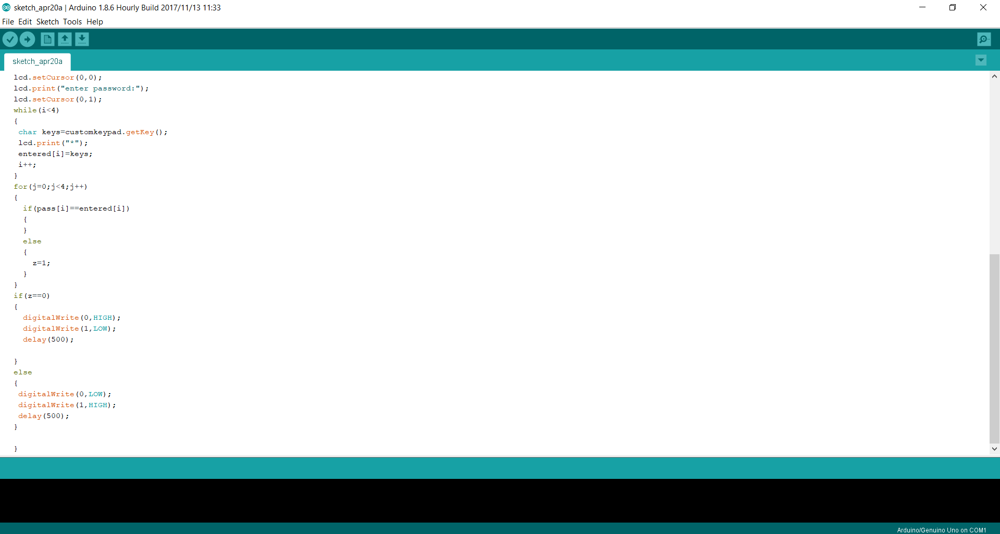 sketch_apr20a | Arduino 1.8.6 Hourly Build 2017/11/13 11:33
File Edit Sketch Tools Help
sketch_apr20a
lcd.setCursor(0,0);
lcd.print("enter password:");
lcd.setCursor(0,1);
while(i<4)
{
char keys=customkeypad.getKey();
lcd.print("*");
entered[i]=keys;
i++;
}
for(j=0;j<4;j++)
{
if(pass[i]==entered[i])
{
}
else
{
z=1;
}
}
if(z==0)
{
digitalWrite(0,HIGH);
digitalWrite(1,LOW);
delay(500);
}
else
{
digitalWrite(0,LOW);
digitalWrite(1,HIGH);
delay(500);
}
}
Arduino/Genuino Uno on COM1